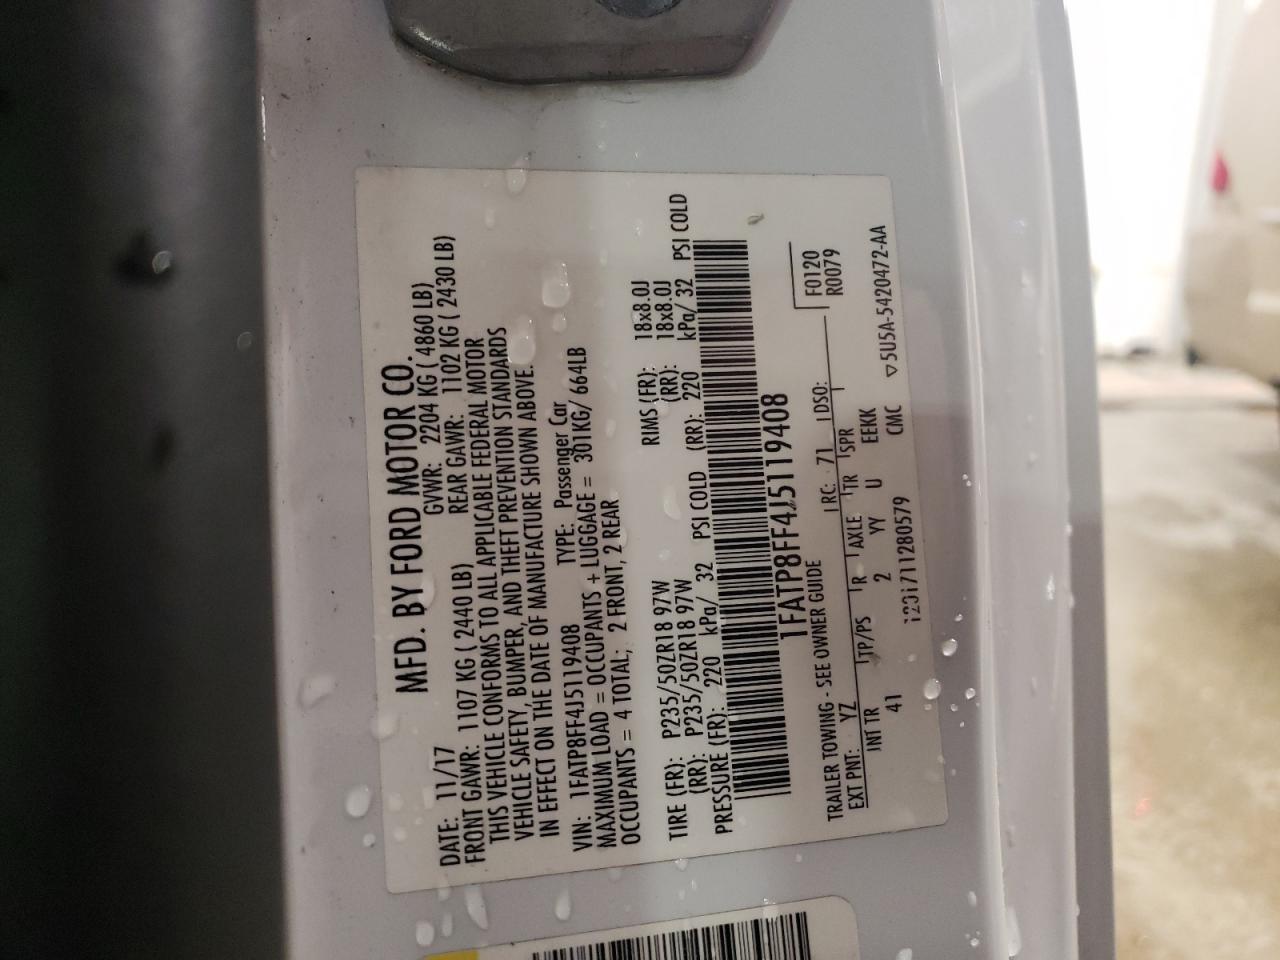 MFD. BY FORD MOTOR CO.
DATE: 11/17 GVWR: 2204 KG ( 4860 LB)
FRONT GAWR: 1107 KG ( 2440 LB) REAR GAWR: 1102 KG ( 2430 LB)
THIS VEHICLE CONFORMS TO ALL APPLICABLE FEDERAL MOTOR
VEHICLE SAFETY, BUMPER, AND THEFT PREVENTION STANDARDS
IN EFFECT ON THE DATE OF MANUFACTURE SHOWN ABOVE.
VIN: 1FATP8FF4J5119408 TYPE: Passenger Car
MAXIMUM LOAD = OCCUPANTS + LUGGAGE = 301KG/ 664LB
OCCUPANTS = 4 TOTAL; 2 FRONT, 2 REAR
TIRE (FR): P235/50ZR18 97W RIMS (FR): 18x8.0J
(RR): P235/50ZR18 97W (RR): 18x8.0J
PRESSURE (FR): 220 kPa/ 32 PSI COLD (RR): 220 kPa/ 32 PSI COLD
1FATP8FF4J5119408
TRAILER TOWING - SEE OWNER GUIDE
F0120
R0079
EXT PNT: YZ RC: 71 DSO:
INT TR TP/PS R AXLE TR SPR
41 2 YY U EEKK
CMC ▽5U5A-5420472-AA